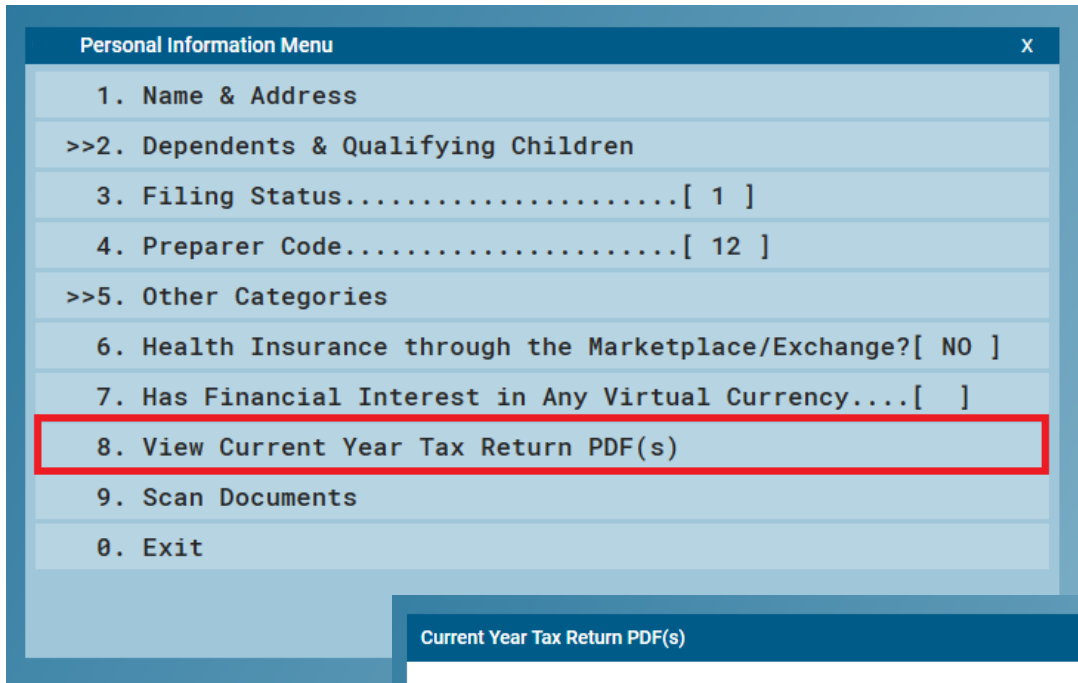 Personal Information Menu X
1. Name & Address
>>2. Dependents & Qualifying Children
3. Filing Status......................[ 1 ]
4. Preparer Code......................[ 12 ]
>>5. Other Categories
6. Health Insurance through the Marketplace/Exchange?[ NO ]
7. Has Financial Interest in Any Virtual Currency....[  ]
8. View Current Year Tax Return PDF(s)
9. Scan Documents
0. Exit
Current Year Tax Return PDF(s)